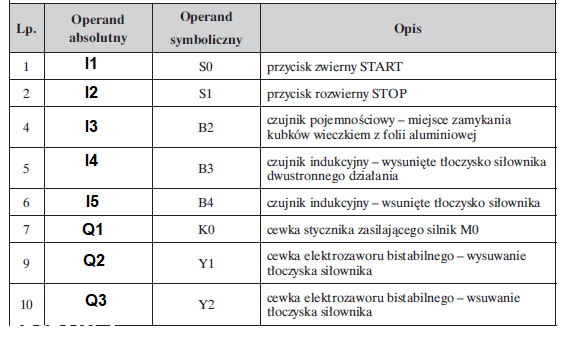 Lp. Operand absolutny Operand symboliczny Opis
1 I1 S0 przycisk zwierny START
2 I2 S1 przycisk rozwierny STOP
4 I3 B2 czujnik pojemnościowy – miejsce zamykania
kubków wieczkiem z folii aluminiowej
5 I4 B3 czujnik indukcyjny – wysunięte tłoczysko siłownika
dwustronnego działania
6 I5 B4 czujnik indukcyjny – wsunięte tłoczysko siłownika
7 Q1 K0 cewka stycznika zasilającego silnik M0
9 Q2 Y1 cewka elektrozaworu bistabilnego – wysuwanie
tłoczyska siłownika
10 Q3 Y2 cewka elektrozaworu bistabilnego – wsuwanie
tłoczyska siłownika